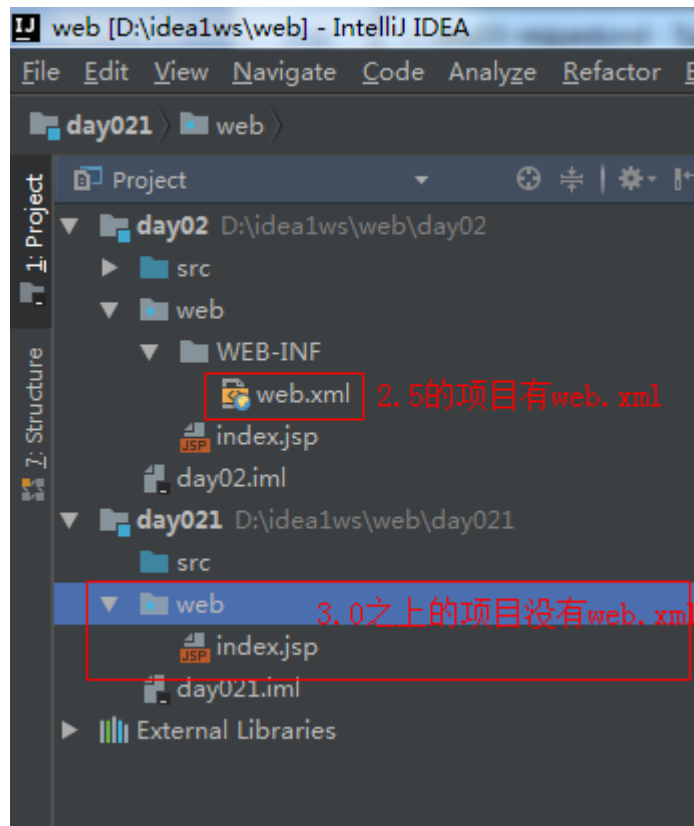 web [D:\idea1ws\web] - IntelliJ IDEA
File Edit View Navigate Code Analyze Refactor
day021 web
Project
1: Project
day02 D:\idea1ws\web\day02
src
web
WEB-INF
web.xml 2.5的项目有web.xml
7: Structure
index.jsp
day02.iml
day021 D:\idea1ws\web\day021
src
web 3.0之上的项目没有web.xml
index.jsp
day021.iml
External Libraries
JSP
JSP